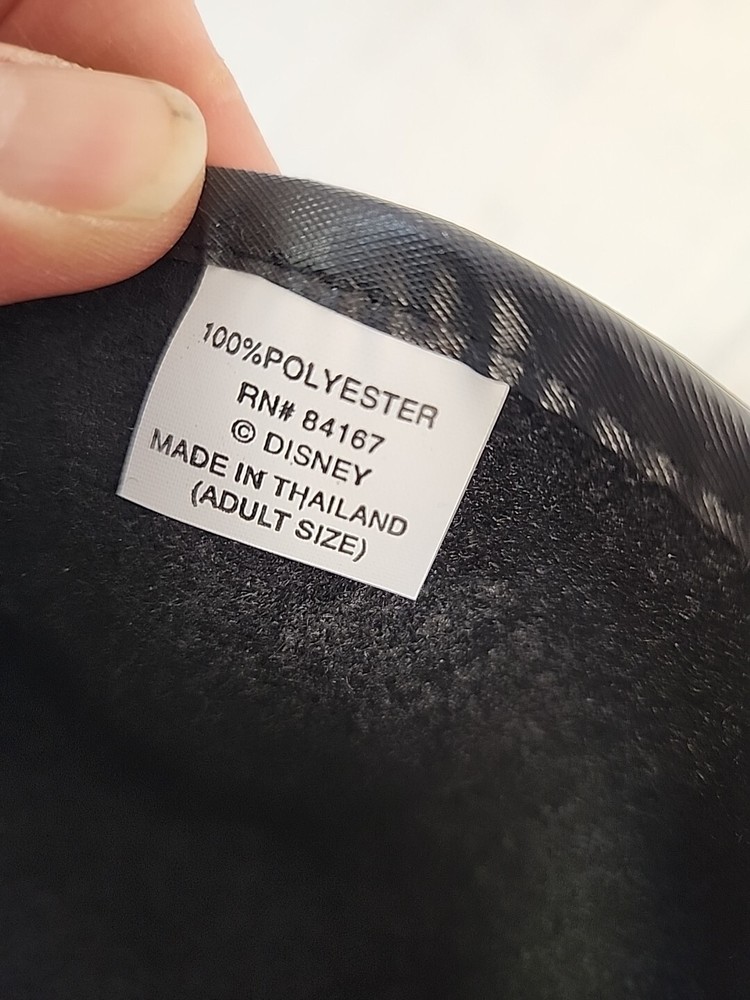 100%POLYESTER
RN# 84167
© DISNEY
MADE IN THAILAND
(ADULT SIZE)